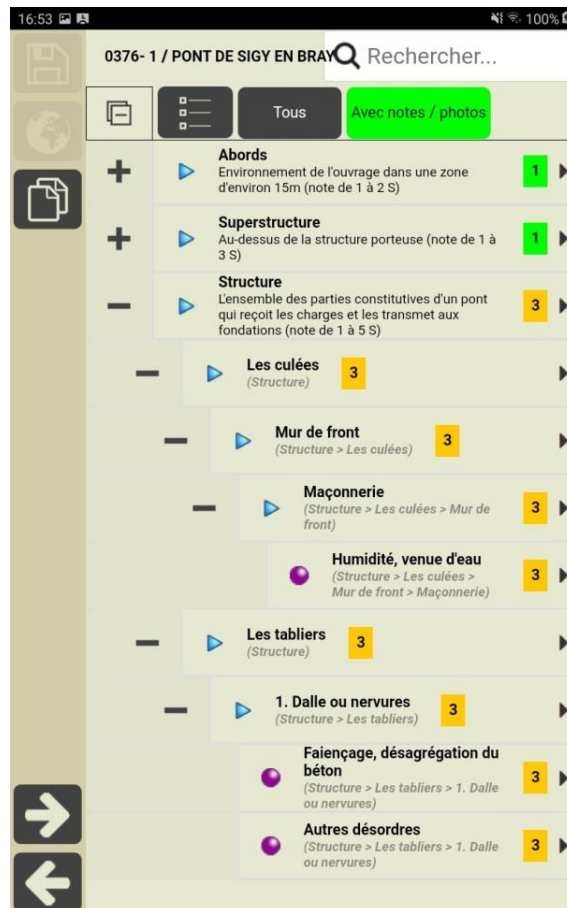 16:53 100%
0376- 1 / PONT DE SIGY EN BRAY Rechercher...
Tous Avec notes / photos
Abords
Environnement de l'ouvrage dans une zone
d'environ 15m (note de 1 à 2 S)
1
Superstructure
Au-dessus de la structure porteuse (note de 1 à
3 S)
1
Structure
L'ensemble des parties constitutives d'un pont
qui reçoit les charges et les transmet aux
fondations (note de 1 à 5 S)
3
Les culées
(Structure)
3
Mur de front
(Structure > Les culées)
3
Maçonnerie
(Structure > Les culées > Mur de
front)
3
Humidité, venue d'eau
(Structure > Les culées >
Mur de front > Maçonnerie)
3
Les tabliers
(Structure)
3
1. Dalle ou nervures
(Structure > Les tabliers)
3
Faiençage, désagrégation du
béton
(Structure > Les tabliers > 1. Dalle
ou nervures)
3
Autres désordres
(Structure > Les tabliers > 1. Dalle
ou nervures)
3